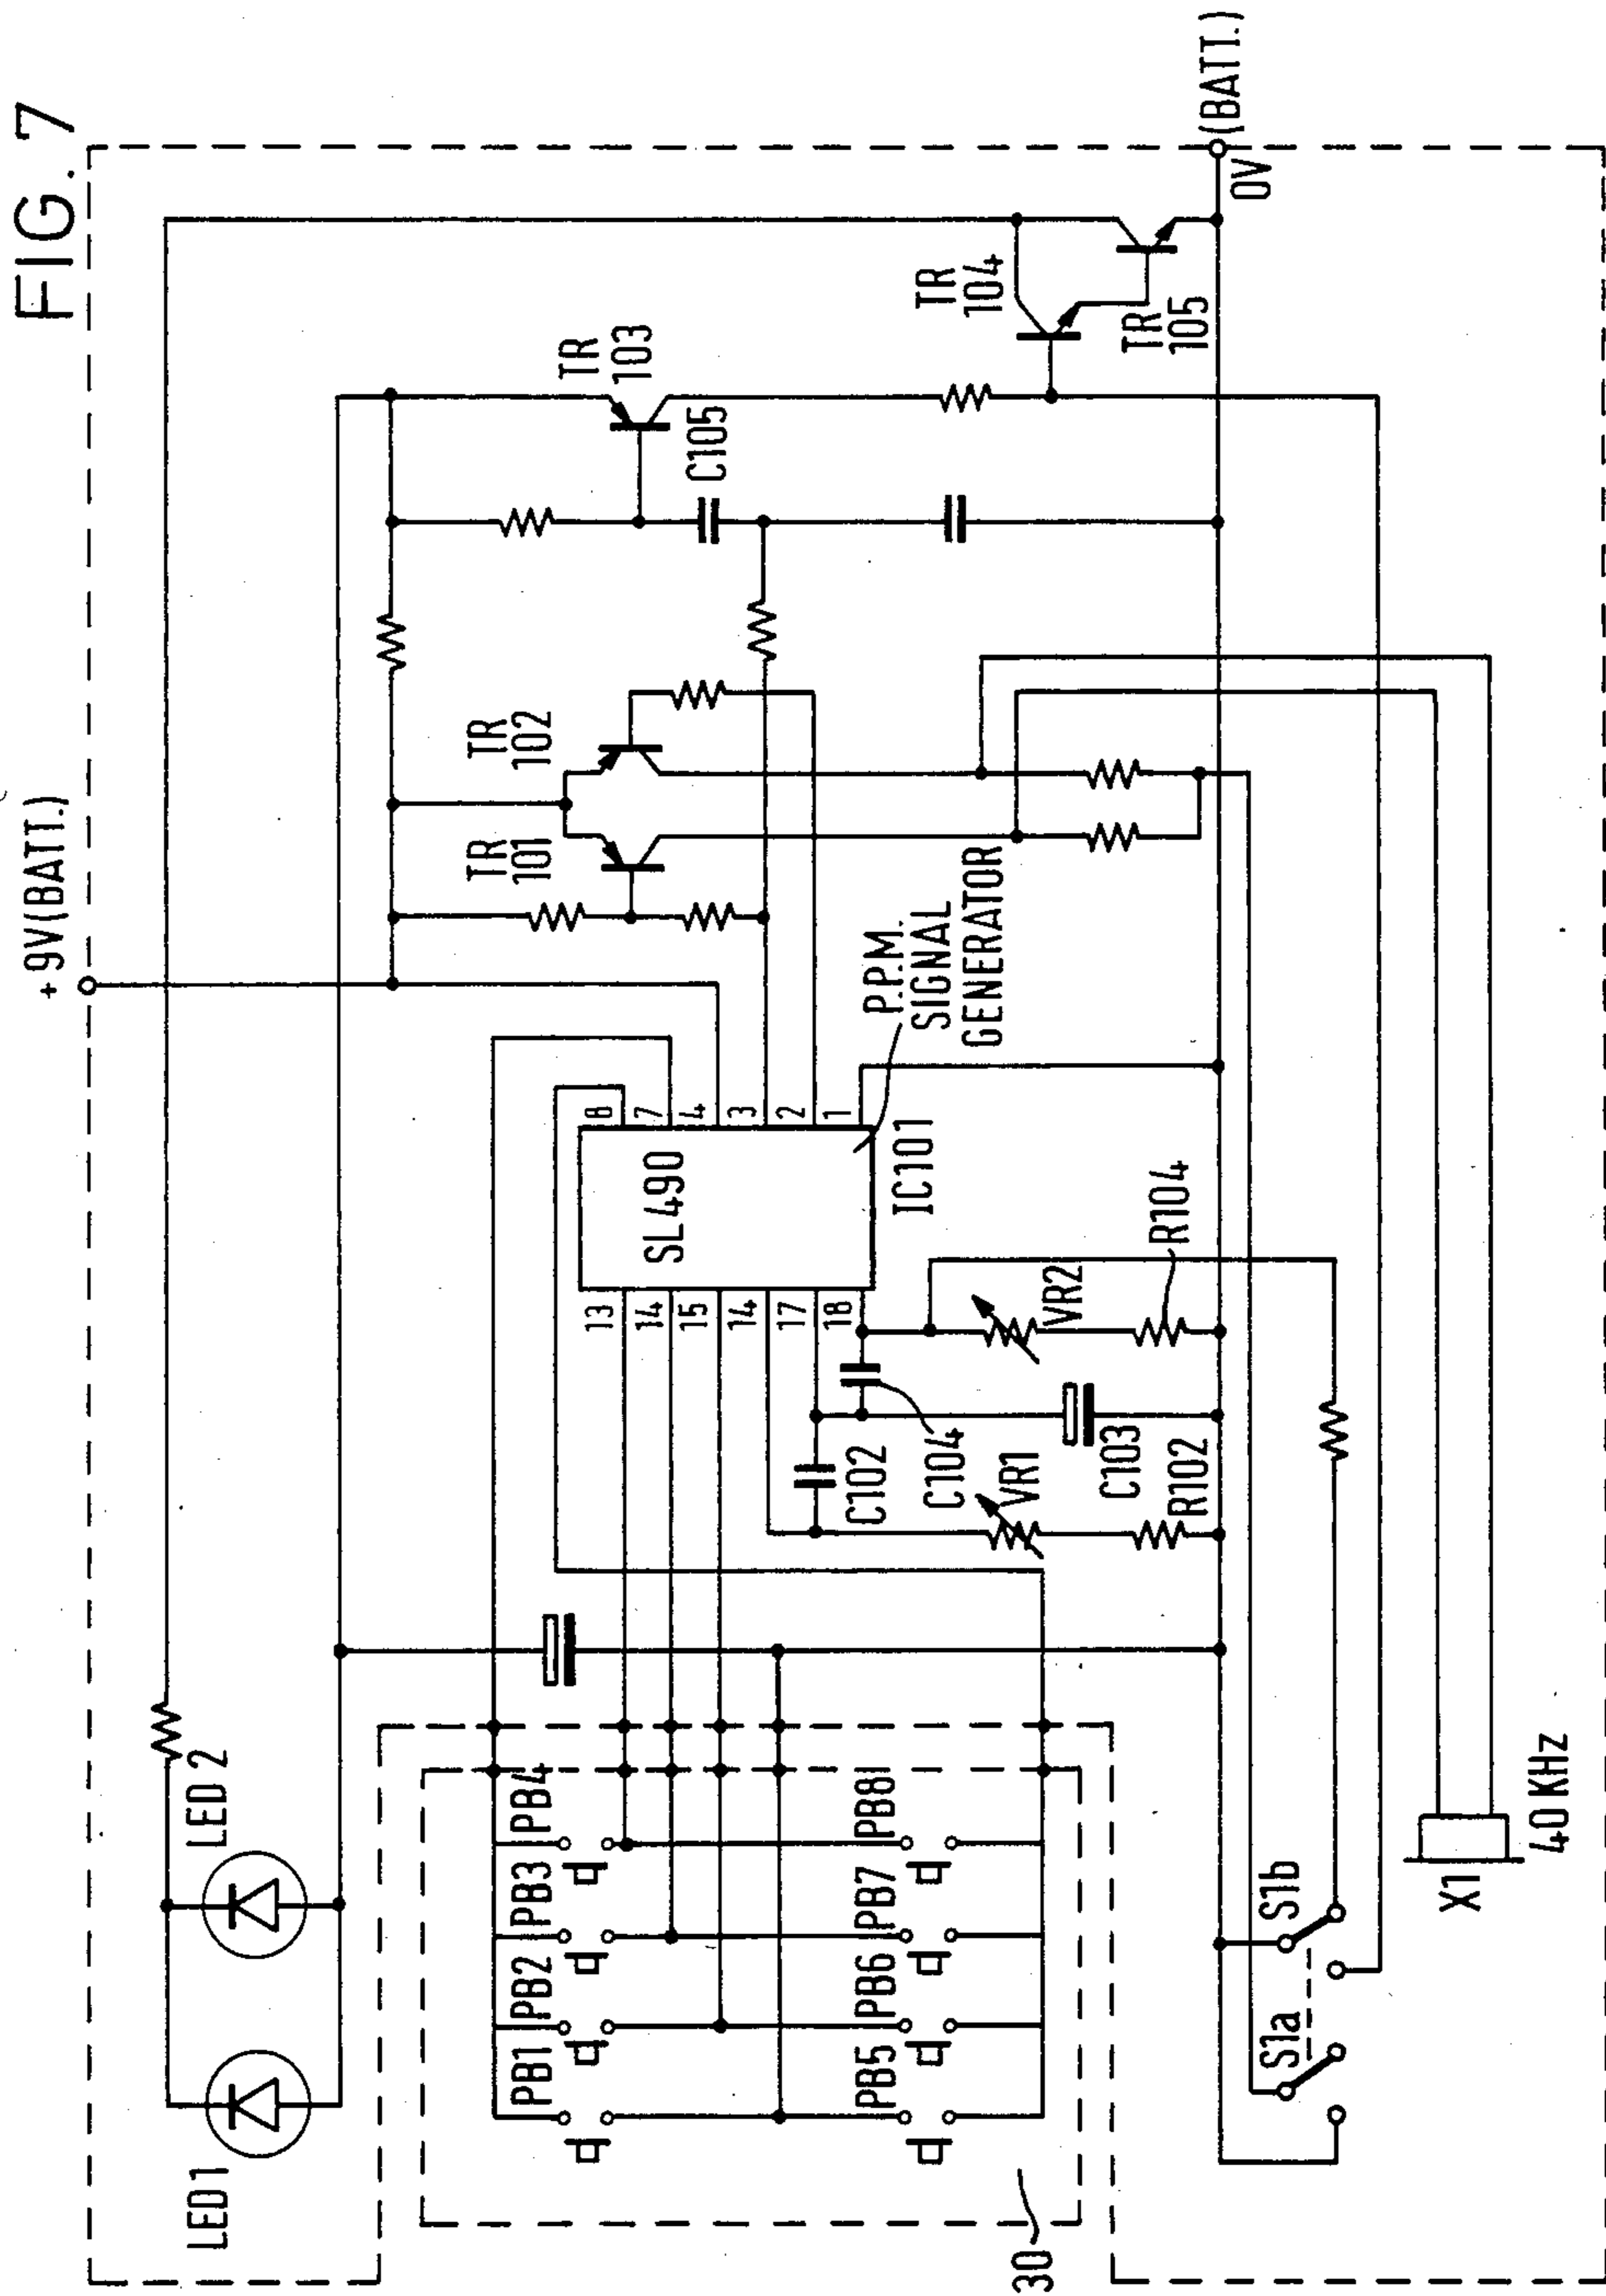 FIG. 7
+9V(BATT.)
(BATT.)
0V
LED1
LED 2
TR
101
TR
102
TR
103
TR
104
TR
105
C105
SL490
8
7
4
3
2
1
13
14
15
14
17
18
IC101
P.P.M.
SIGNAL
GENERATOR
C102
C104
VR1
C103
R102
VR2
R104
PB1
PB2
PB3
PB4
PB5
PB6
PB7
PB8
30
S1a
S1b
X1
40 KHz